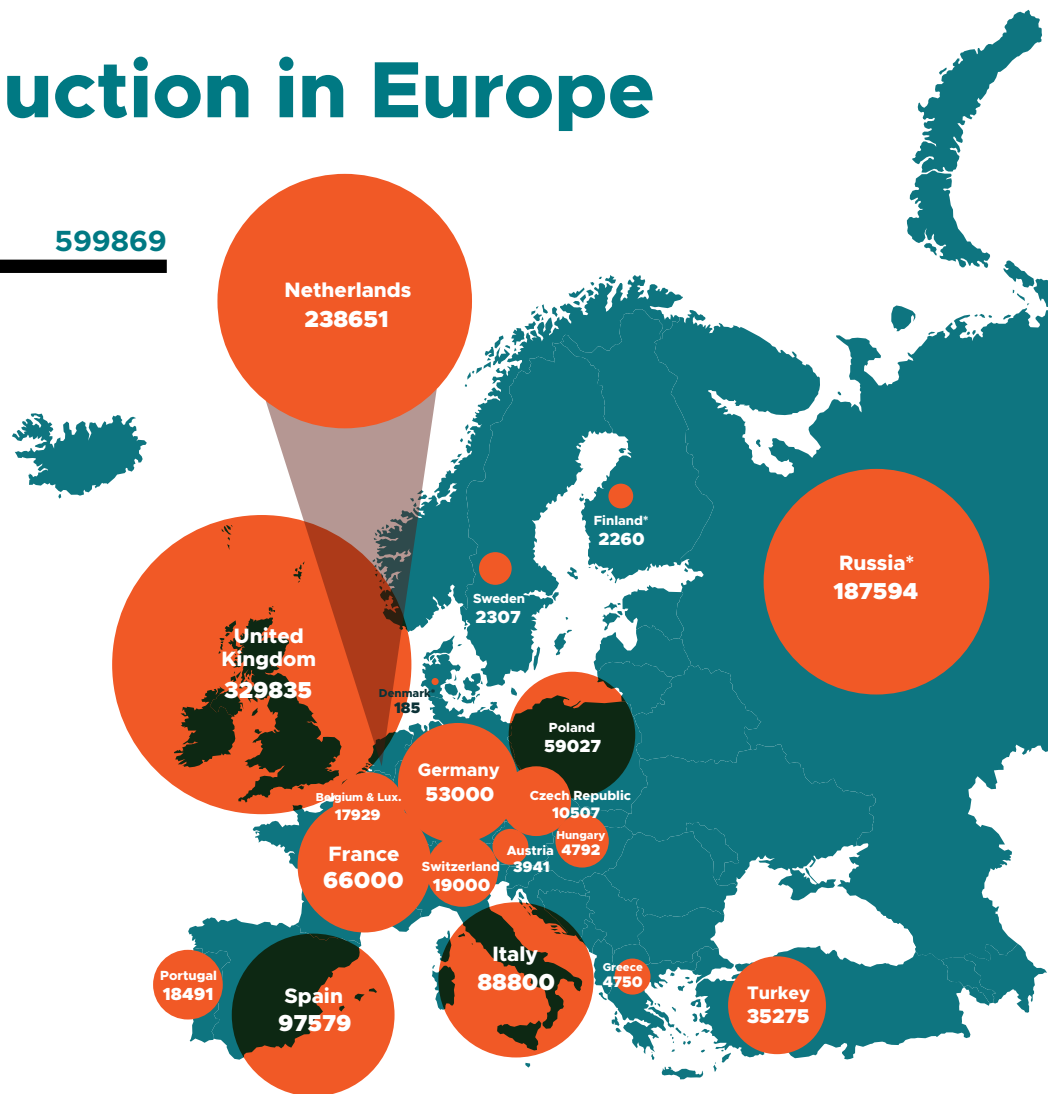 uction in Europe
599869
Netherlands
238651
Finland*
2260
Russia*
187594
Sweden
2307
United
Kingdom
329835
Denmark*
185
Poland
59027
Germany
53000
Belgium & Lux.
17929
Czech Republic
10507
Hungary
4792
Austria
3941
France
66000
Switzerland
19000
Italy
88800
Portugal
18491
Spain
97579
Greece
4750
Turkey
35275